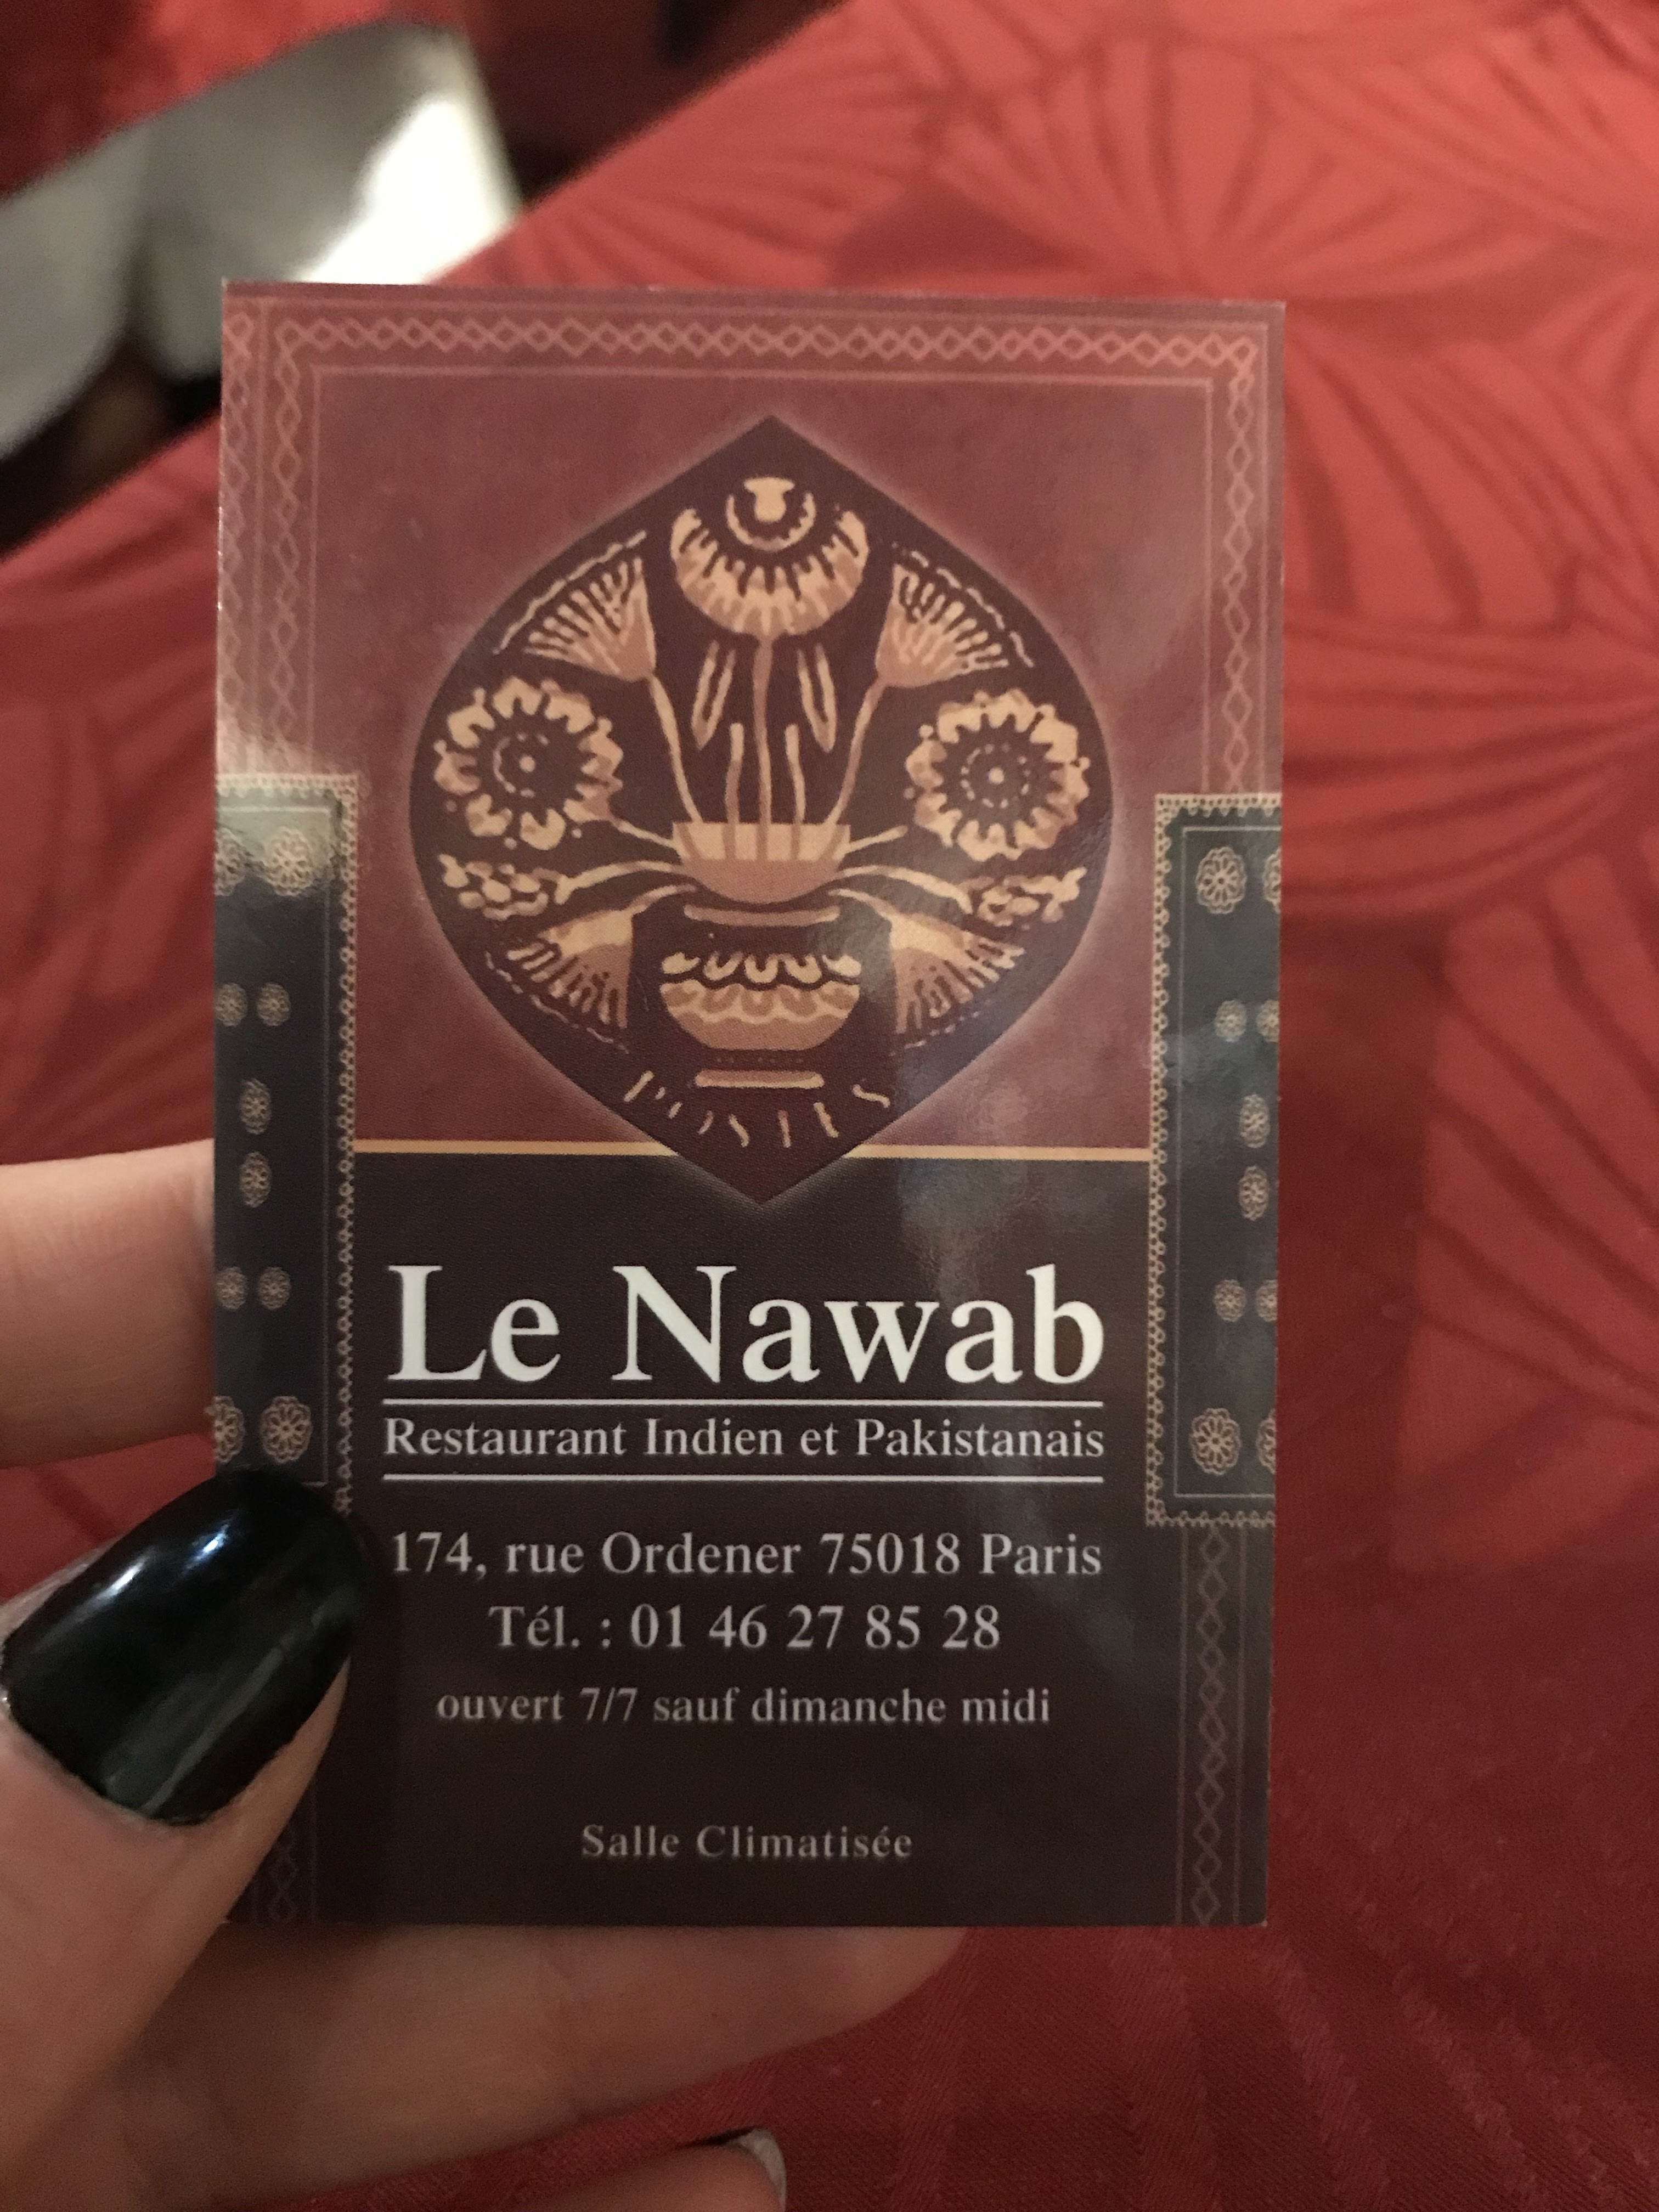 Le Nawab
Restaurant Indien et Pakistanais
174, rue Ordener 75018 Paris
Tél. : 01 46 27 85 28
ouvert 7/7 sauf dimanche midi
Salle Climatisée